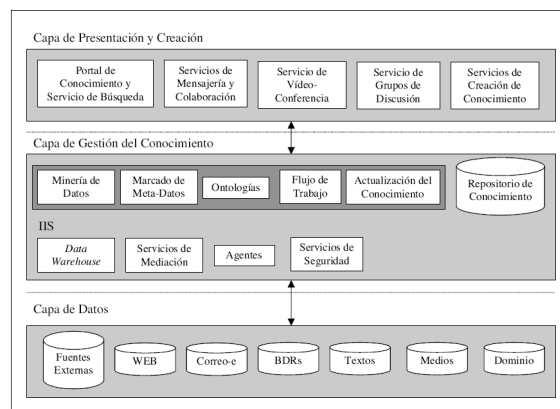 Capa de Presentación y Creación
Portal de
Conocimiento y
Servicio de Búsqueda
Servicios de
Mensajería y
Colaboración
Servicio de
Vídeo-
Conferencia
Servicio de
Grupos de
Discusión
Servicios de
Creación de
Conocimiento
Capa de Gestión del Conocimiento
Minería de
Datos
Marcado de
Meta-Datos
Ontologías
Flujo de
Trabajo
Actualización del
Conocimiento
Repositorio de
Conocimiento
IIS
Data
Warehouse
Servicios de
Mediación
Agentes
Servicios de
Seguridad
Capa de Datos
Fuentes
Externas
WEB
Correo-e
BDRs
Textos
Medios
Dominio